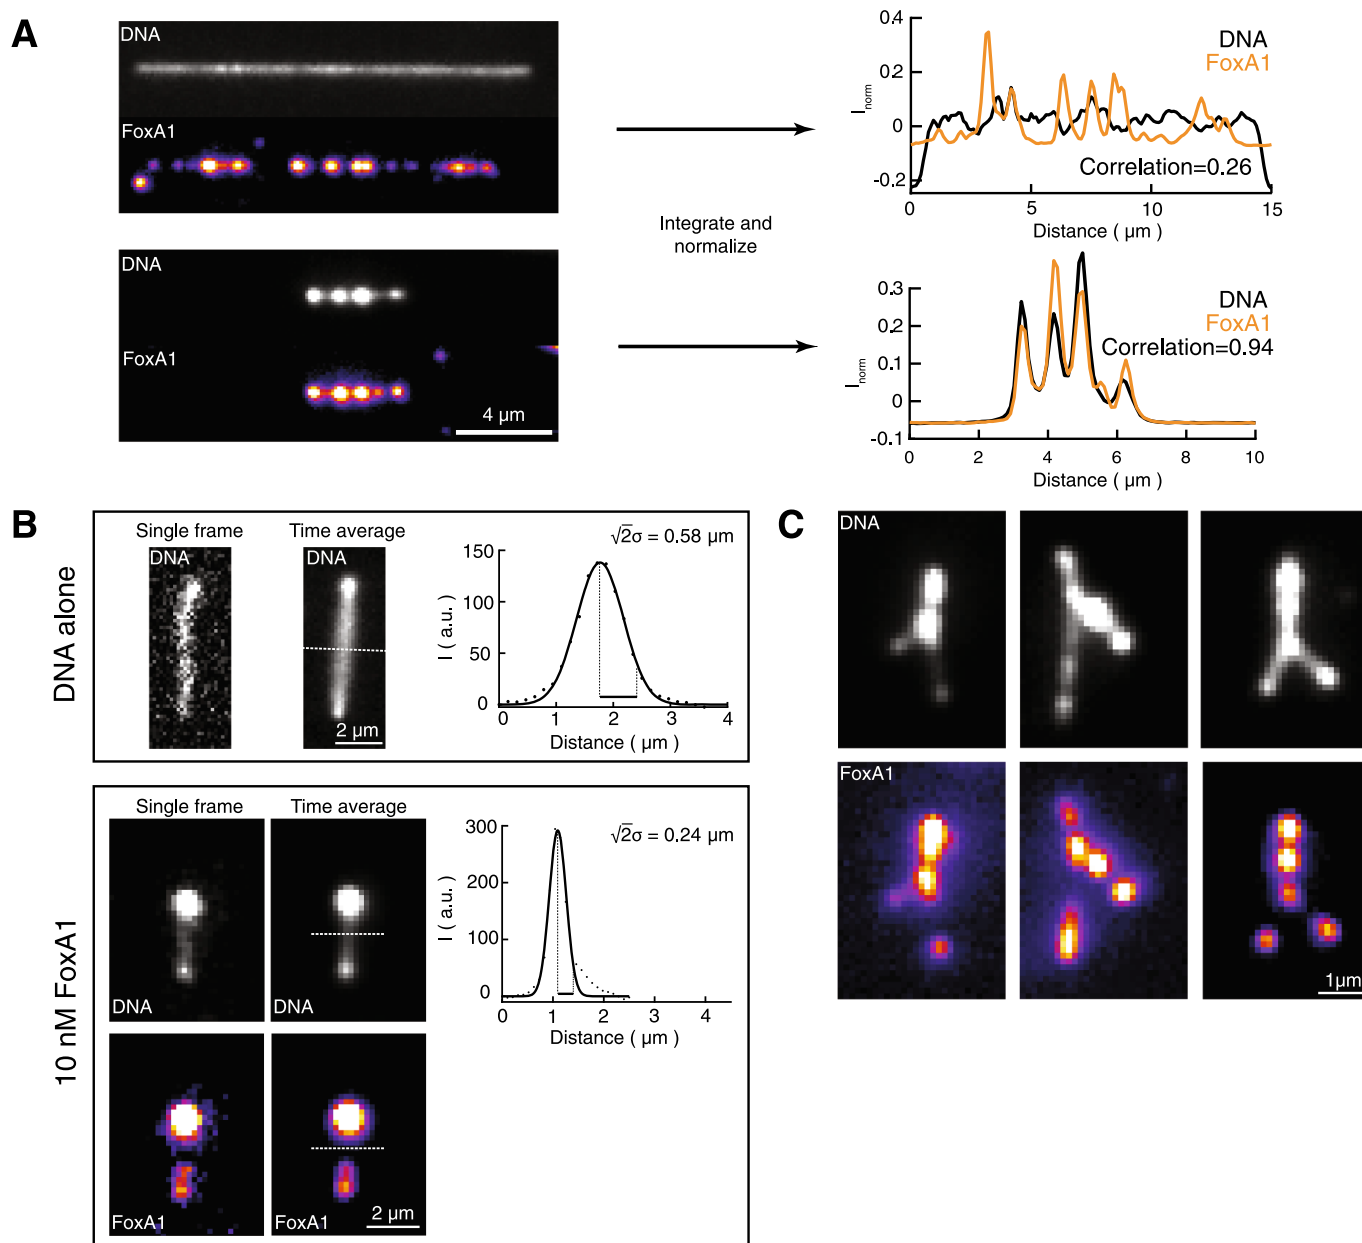 A
DNA
FoxA1
DNA
FoxA1
4 µm
Integrate and
normalize
0.4
0.2
0
-0.2
I_norm
DNA
FoxA1
Correlation=0.26
0 5 10 15
Distance ( µm )
0.3
0.2
0.1
0
-0.1
I_norm
DNA
FoxA1
Correlation=0.94
0 2 4 6 8 10
Distance ( µm )
B
DNA alone
Single frame
Time average
DNA
DNA
2 µm
√2σ = 0.58 µm
150
100
50
0
I ( a.u. )
0 1 2 3 4
Distance ( µm )
10 nM FoxA1
Single frame
Time average
DNA
DNA
FoxA1
FoxA1
2 µm
√2σ = 0.24 µm
300
200
100
0
I ( a.u. )
0 1 2 3 4
Distance ( µm )
C
DNA
FoxA1
1µm